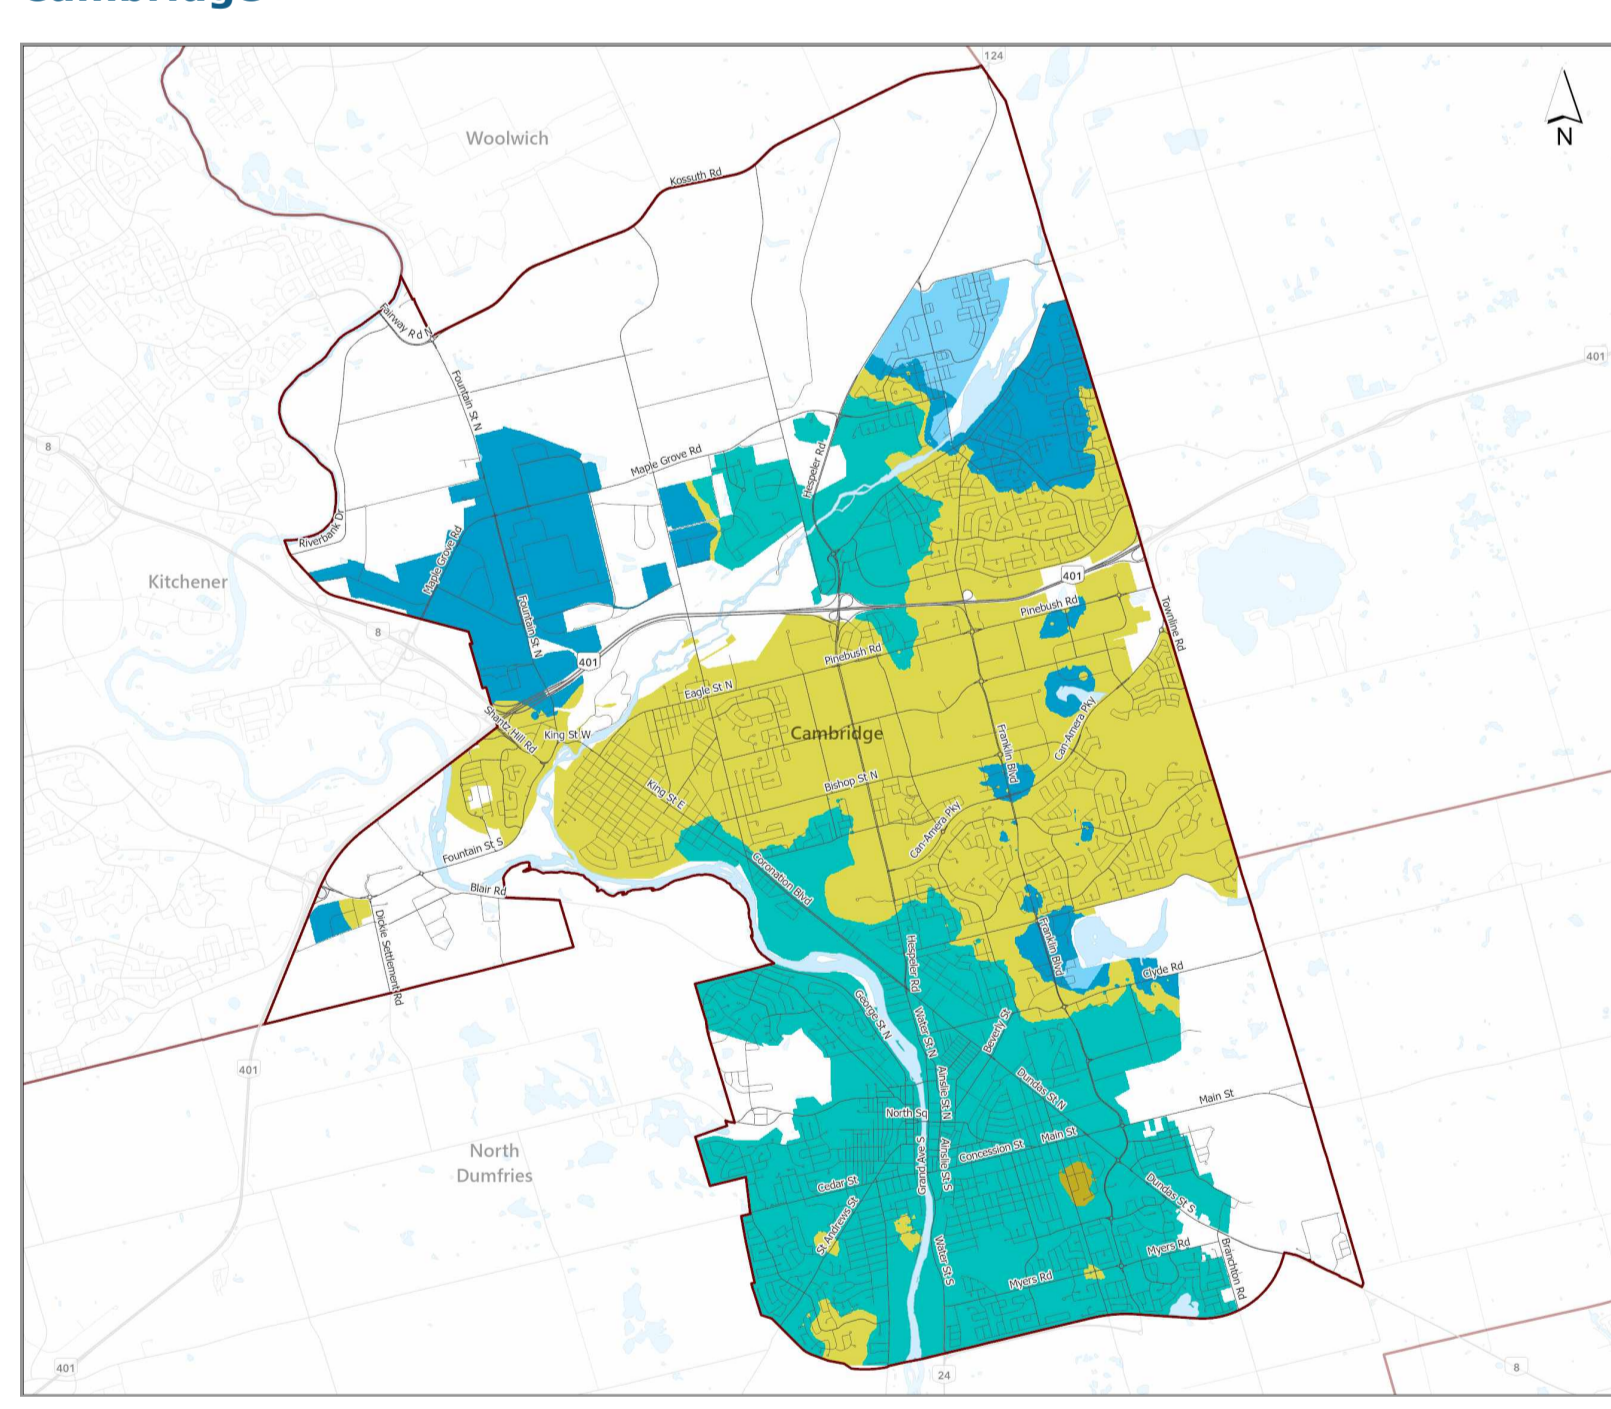 Cambridge
124
Woolwich
N
Kossuth Rd
Fairway Rd N
401
Fountain St N
8
Maple Grove Rd
Hespeler Rd
Riverbank Dr
Maple Grove Rd
Kitchener
401
Pinebush Rd
Fountain St N
Townline Rd
8
401
Pinebush Rd
Eagle St N
Shantz Hill Rd
King St W
Cambridge
Can-Amera Pky
Franklin Blvd
Bishop St N
King St E
Can-Amera Pky
Fountain St S
Coronation Blvd
Blair Rd
Dickie Settlement Rd
Franklin Blvd
Hespeler Rd
Clyde Rd
George St N
Water St N
Beverly St
401
Ainslie St N
Dundas St N
Main St
North Sq
Main St
North
Dumfries
Concession St
Grand Ave S
Ainslie St S
Cedar St
Dundas St S
St Andrews St
Water St S
Myers Rd
Branchton Rd
Myers Rd
401
24
8